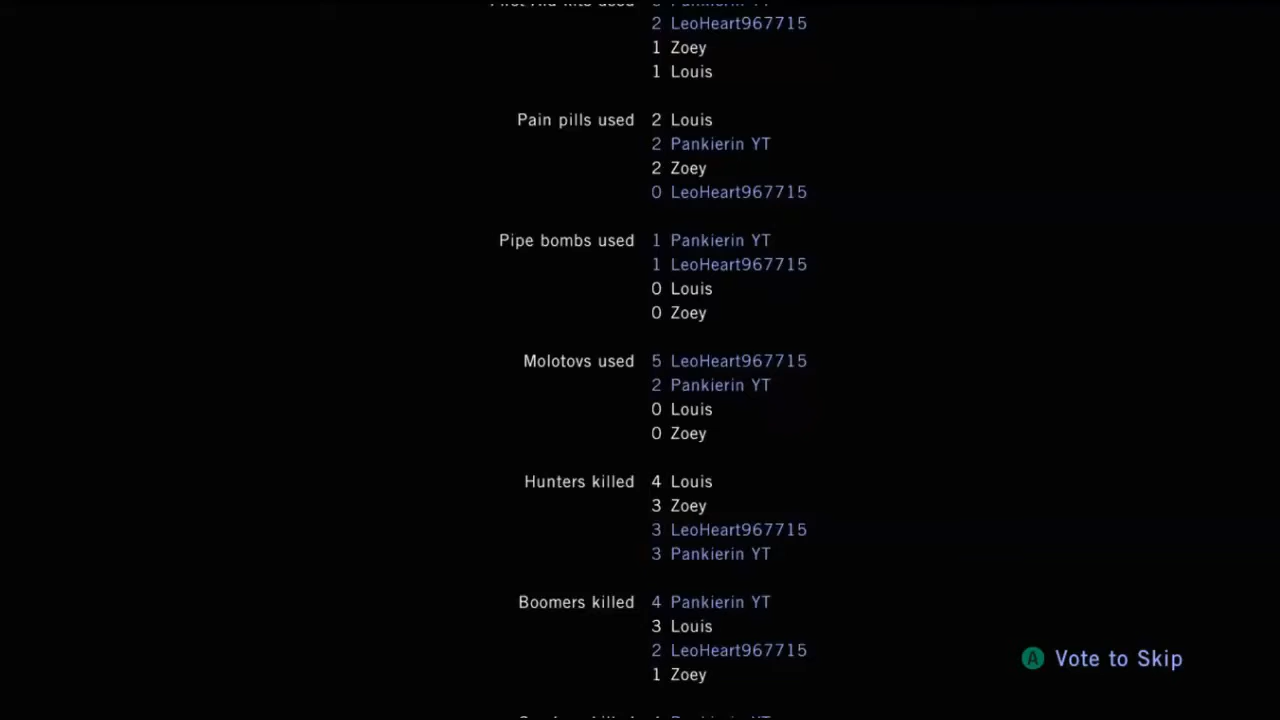 2 LeoHeart967715
1 Zoey
1 Louis
Pain pills used 2 Louis
2 Pankierin YT
2 Zoey
0 LeoHeart967715
Pipe bombs used 1 Pankierin YT
1 LeoHeart967715
0 Louis
0 Zoey
Molotovs used 5 LeoHeart967715
2 Pankierin YT
0 Louis
0 Zoey
Hunters killed 4 Louis
3 Zoey
3 LeoHeart967715
3 Pankierin YT
Boomers killed 4 Pankierin YT
3 Louis
2 LeoHeart967715
A Vote to Skip
1 Zoey